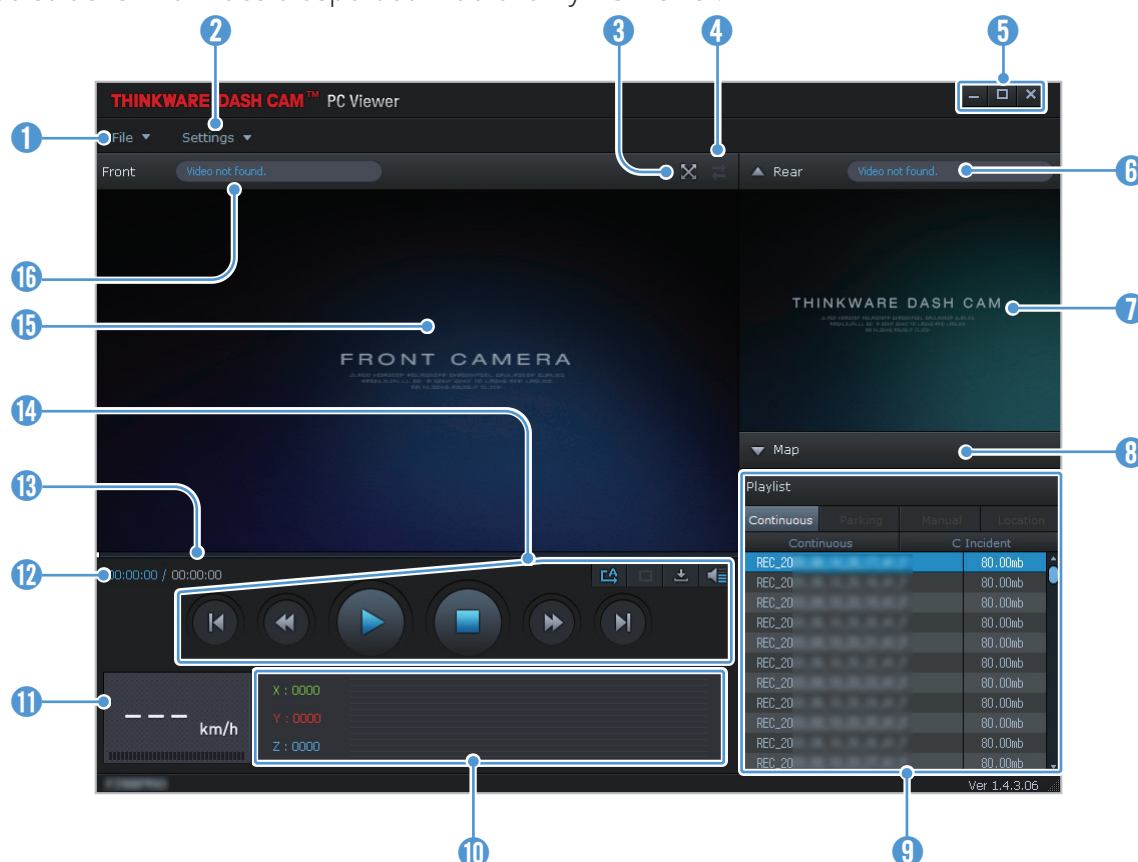 2
3
4
5
THINKWARE DASH CAM™ PC Viewer
1
File
Settings
Front
Video not found.
Rear
Video not found.
6
16
15
THINKWARE DASH CAM
7
FRONT CAMERA
14
Map
8
13
Playlist
Continuous
Parking
Manual
Location
Continuous
C Incident
12
00:00:00 / 00:00:00
REC_20
80.00mb
REC_20
80.00mb
REC_20
80.00mb
REC_20
80.00mb
REC_20
80.00mb
REC_20
80.00mb
REC_20
80.00mb
REC_20
80.00mb
REC_20
80.00mb
REC_20
80.00mb
REC_20
80.00mb
11
--- km/h
X : 0000
Y : 0000
Z : 0000
Ver 1.4.3.06
10
9